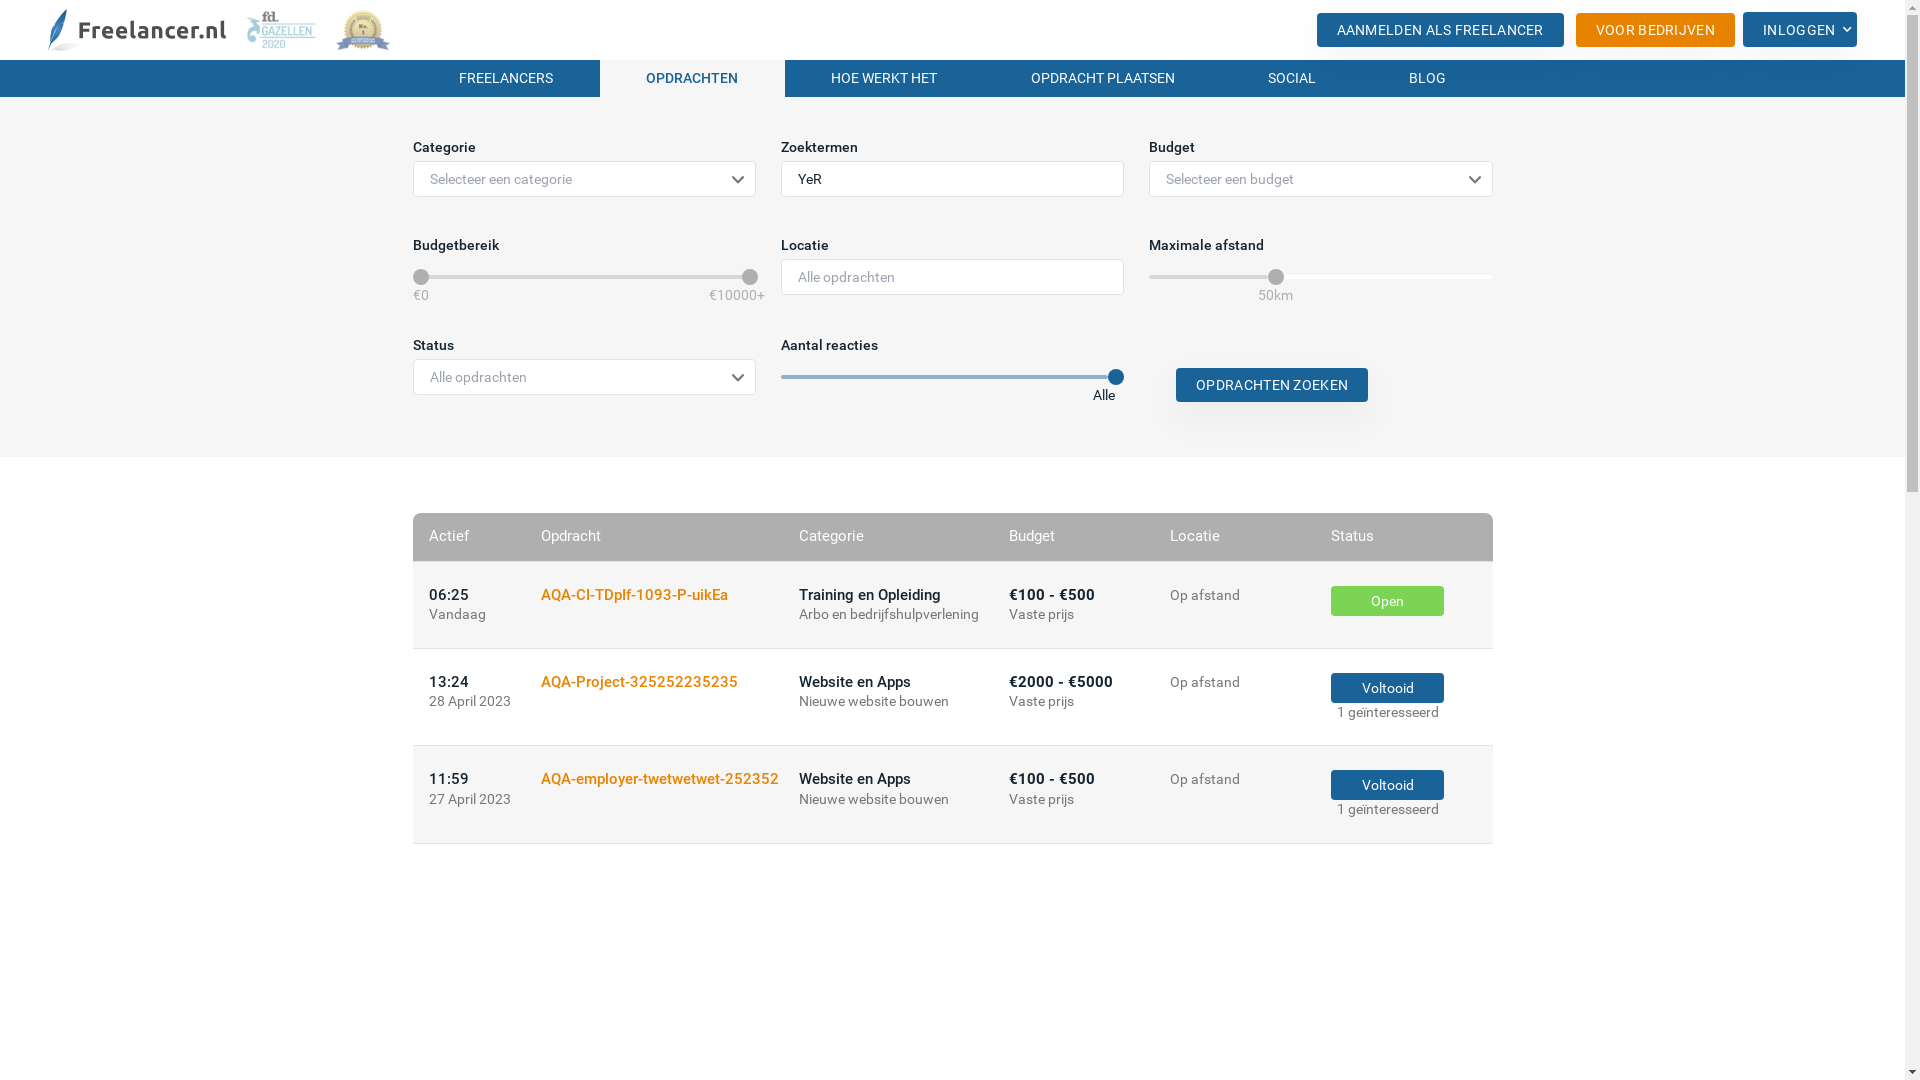 Freelancer.nl
fd.
GAZELLEN
2020
AANMELDEN ALS FREELANCER
VOOR BEDRIJVEN
INLOGGEN
FREELANCERS
OPDRACHTEN
HOE WERKT HET
OPDRACHT PLAATSEN
SOCIAL
BLOG
Categorie
Selecteer een categorie
Zoektermen
YeR
Budget
Selecteer een budget
Budgetbereik
€0
€10000+
Locatie
Alle opdrachten
Maximale afstand
50km
Status
Alle opdrachten
Aantal reacties
Alle
OPDRACHTEN ZOEKEN
Actief Opdracht Categorie Budget Locatie Status
06:25 AQA-CI-TDpIf-1093-P-uikEa Training en Opleiding €100 - €500 Op afstand Open
Vandaag Arbo en bedrijfshulpverlening Vaste prijs
13:24 AQA-Project-325252235235 Website en Apps €2000 - €5000 Op afstand Voltooid
28 April 2023 Nieuwe website bouwen Vaste prijs 1 geïnteresseerd
11:59 AQA-employer-twetwetwet-252352 Website en Apps €100 - €500 Op afstand Voltooid
27 April 2023 Nieuwe website bouwen Vaste prijs 1 geïnteresseerd